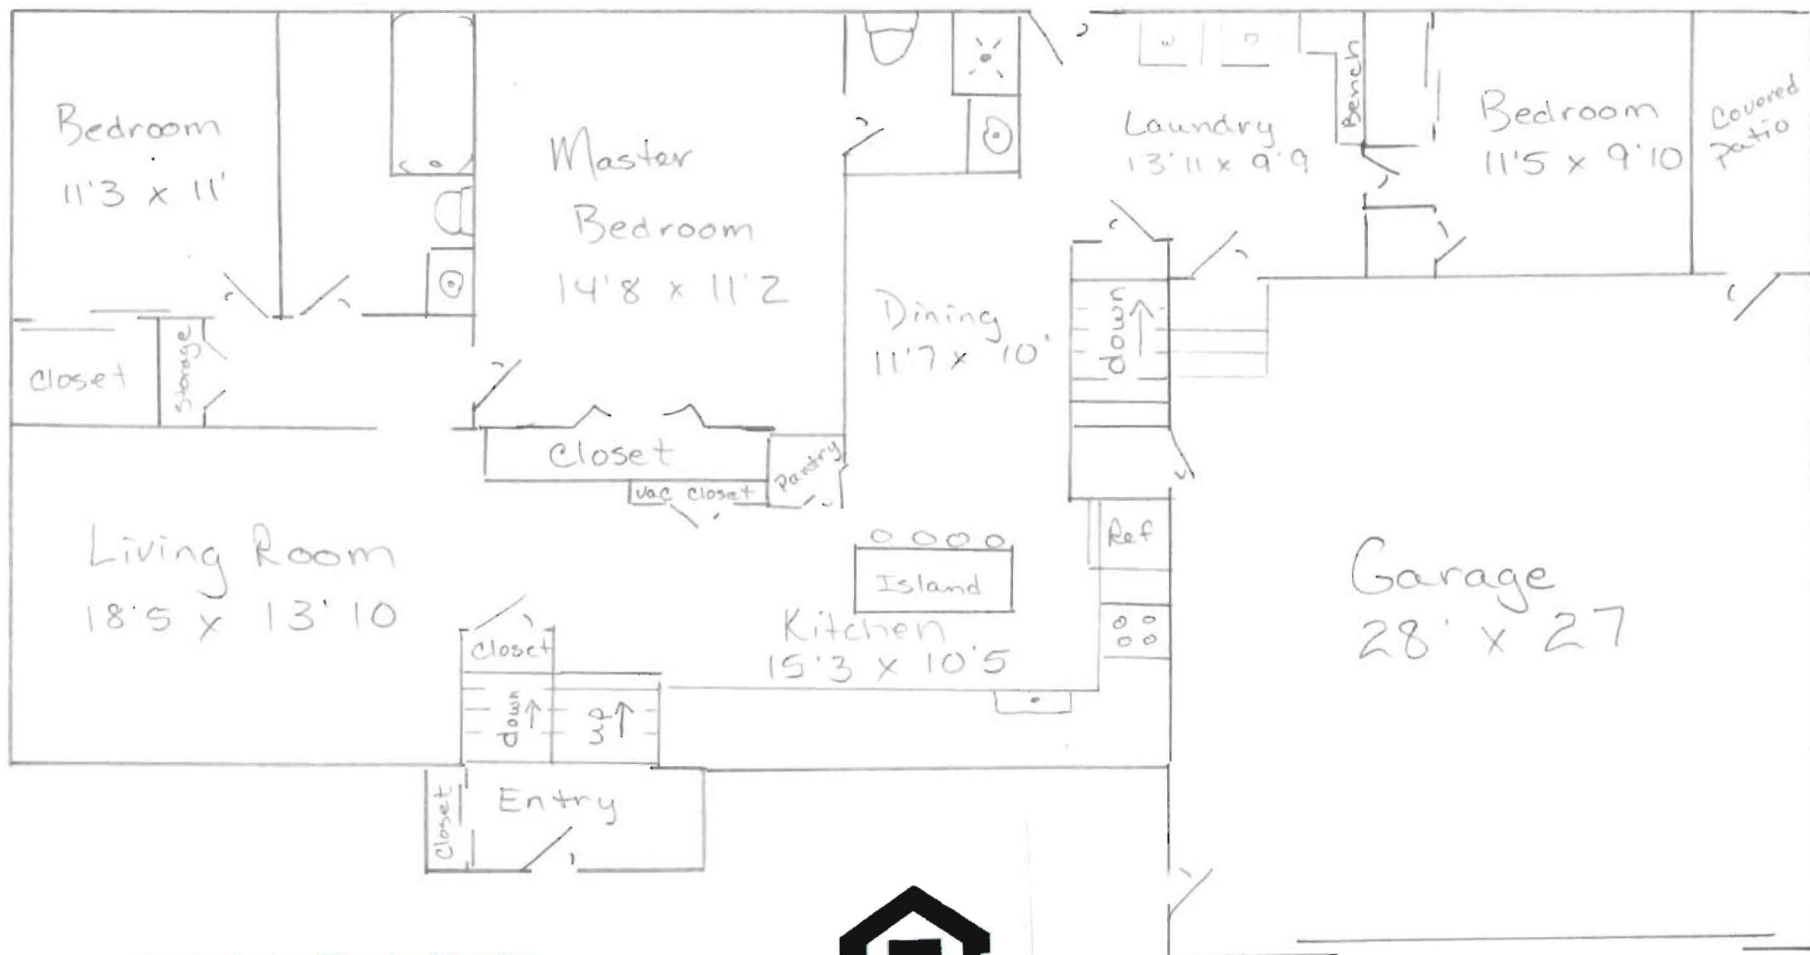 Bedroom
11'3 x 11'
Master
Bedroom
14'8 x 11'2
W
D
Laundry
13'11 x 9'9
Bench
Bedroom
11'5 x 9'10
Covered
patio
closet
Storage
Dining
11'7 x 10'
down
Closet
Pantry
vac closet
Living Room
18'5 x 13'10
Ref
Island
Kitchen
15'3 x 10'5
Garage
28' x 27
closet
down
up
Closet
Entry